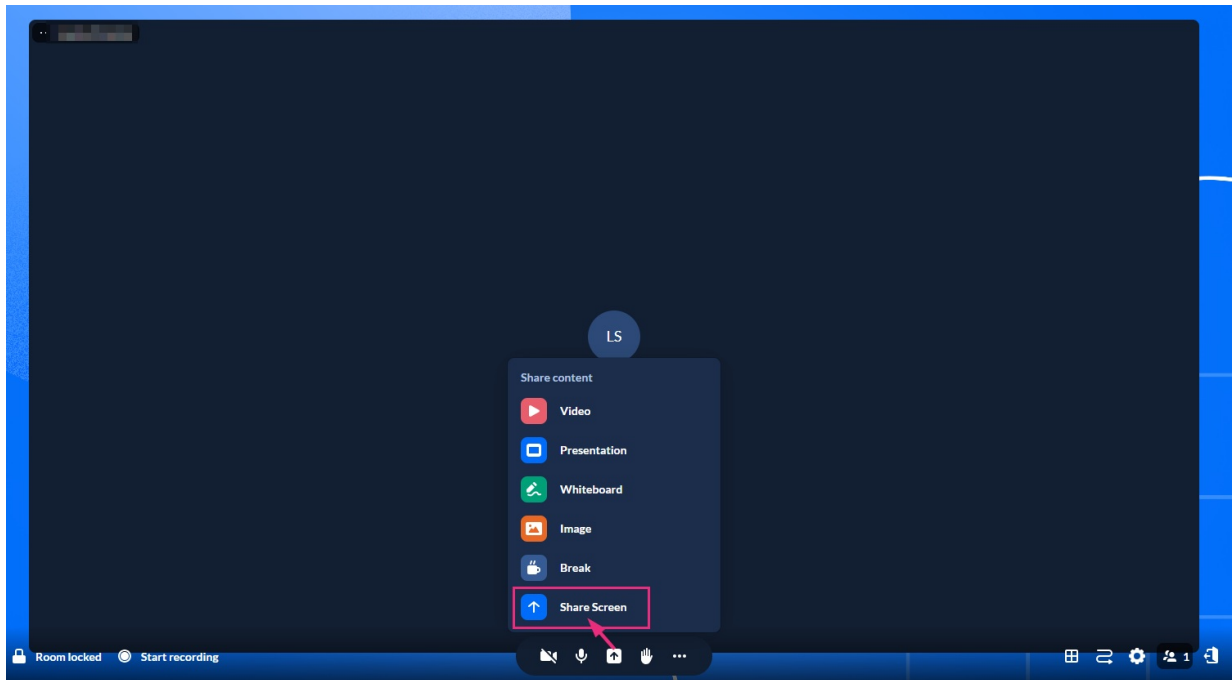 LS
Share content
Video
Presentation
Whiteboard
Image
Break
Share Screen
Room locked Start recording 1